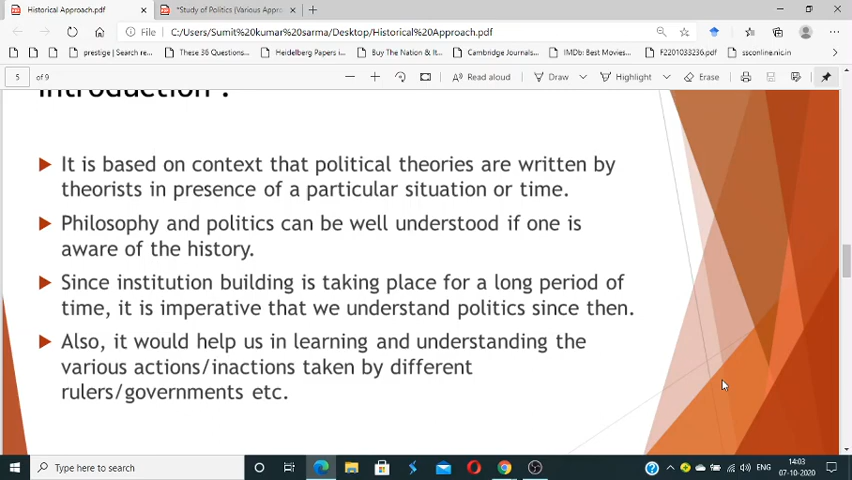 Historical Approach.pdf
*Study of Politics (Various Appro
File
C:/Users/Sumit%20kumar%20sarma/Desktop/Historical%20Approach.pdf
prestige | Search re...
These 36 Questions...
Heidelberg Papers i...
Buy The Nation & It...
Cambridge Journals...
IMDb: Best Movies...
F2201033236.pdf
ssconline.nic.in
5 of 9
Read aloud
Draw
Highlight
Erase
Introduction :
It is based on context that political theories are written by
theorists in presence of a particular situation or time.
Philosophy and politics can be well understood if one is
aware of the history.
Since institution building is taking place for a long period of
time, it is imperative that we understand politics since then.
Also, it would help us in learning and understanding the
various actions/inactions taken by different
rulers/governments etc.
Type here to search
ENG
14:03
07-10-2020